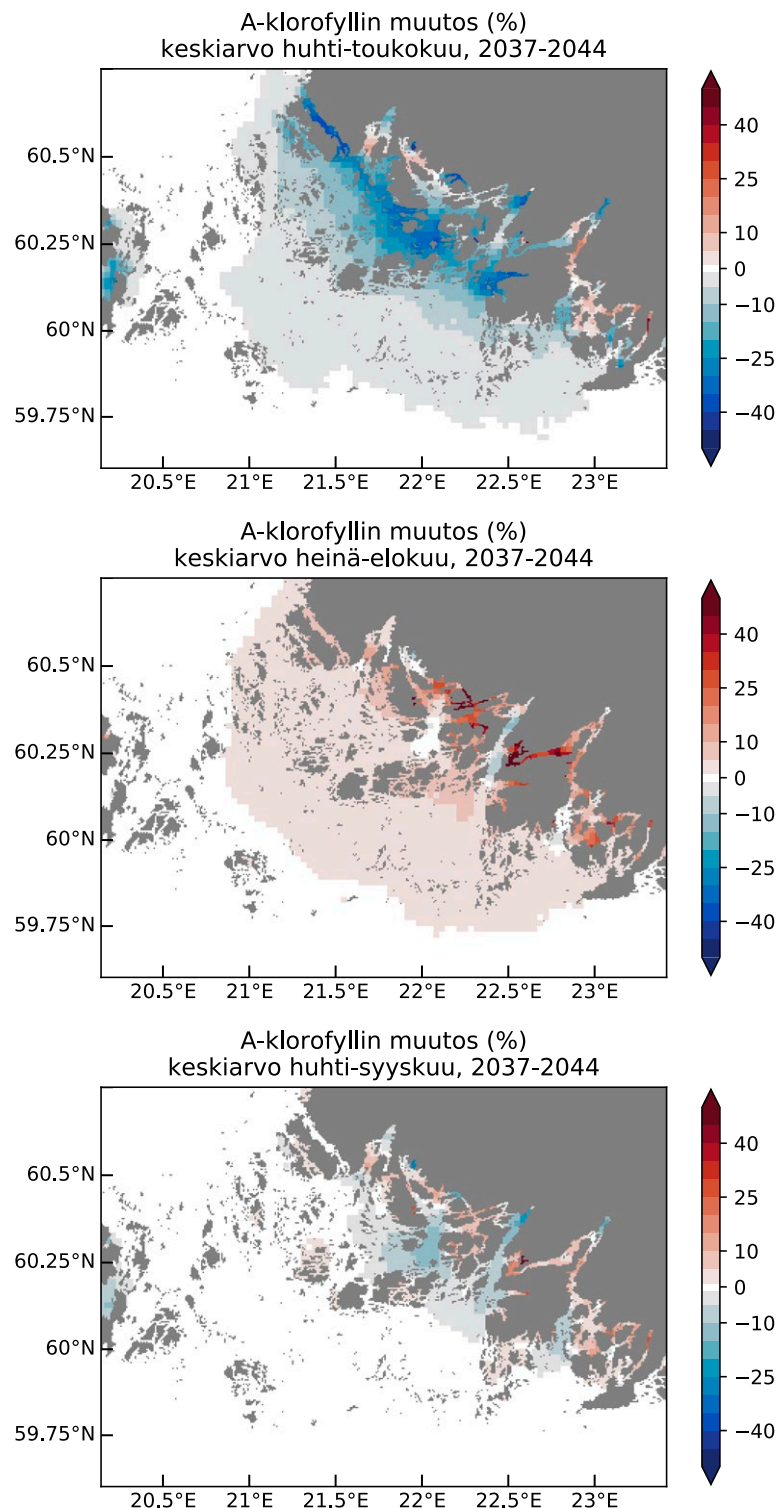 A-klorofyllin muutos (%)
keskiarvo huhti-toukokuu, 2037-2044
60.5°N
60.25°N
60°N
59.75°N
20.5°E
21°E
21.5°E
22°E
22.5°E
23°E
40
25
10
0
−10
−25
−40
A-klorofyllin muutos (%)
keskiarvo heinä-elokuu, 2037-2044
60.5°N
60.25°N
60°N
59.75°N
20.5°E
21°E
21.5°E
22°E
22.5°E
23°E
40
25
10
0
−10
−25
−40
A-klorofyllin muutos (%)
keskiarvo huhti-syyskuu, 2037-2044
60.5°N
60.25°N
60°N
59.75°N
20.5°E
21°E
21.5°E
22°E
22.5°E
23°E
40
25
10
0
−10
−25
−40